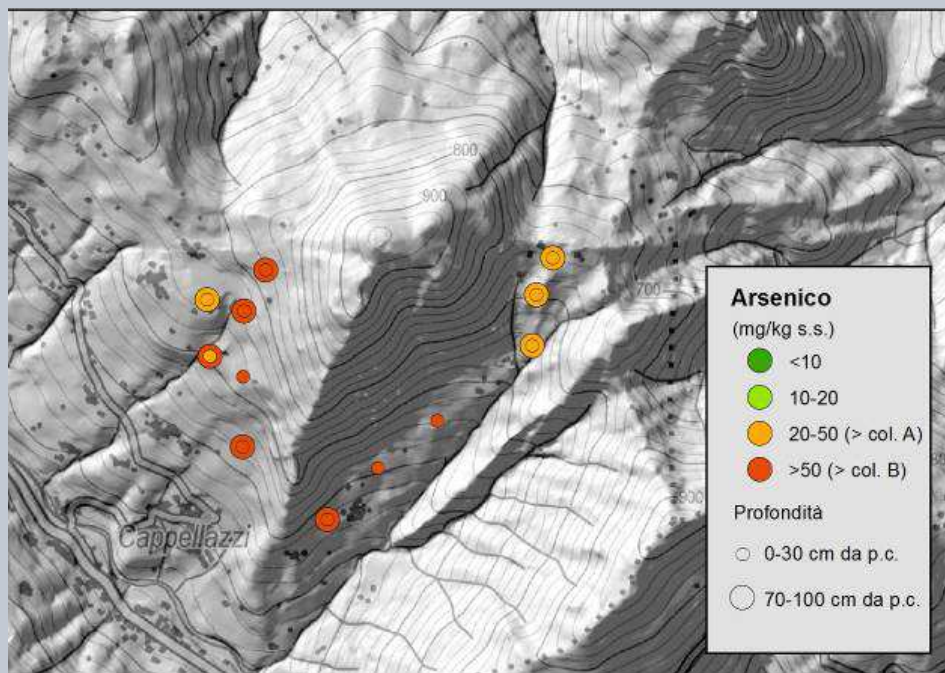 800
900
700
900
Cappellazzi
Arsenico
(mg/kg s.s.)
<10
10-20
20-50 (> col. A)
>50 (> col. B)
Profondità
0-30 cm da p.c.
70-100 cm da p.c.